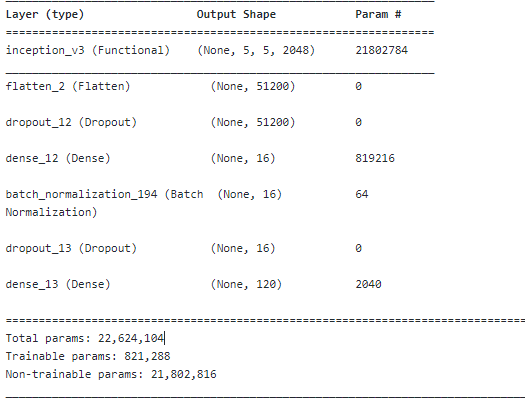 Layer (type) Output Shape Param #
=================================================================
inception_v3 (Functional) (None, 5, 5, 2048) 21802784
_________________________________________________________________
flatten_2 (Flatten) (None, 51200) 0
dropout_12 (Dropout) (None, 51200) 0
dense_12 (Dense) (None, 16) 819216
batch_normalization_194 (Batch (None, 16) 64
Normalization)
dropout_13 (Dropout) (None, 16) 0
dense_13 (Dense) (None, 120) 2040
=================================================================
Total params: 22,624,104
Trainable params: 821,288
Non-trainable params: 21,802,816